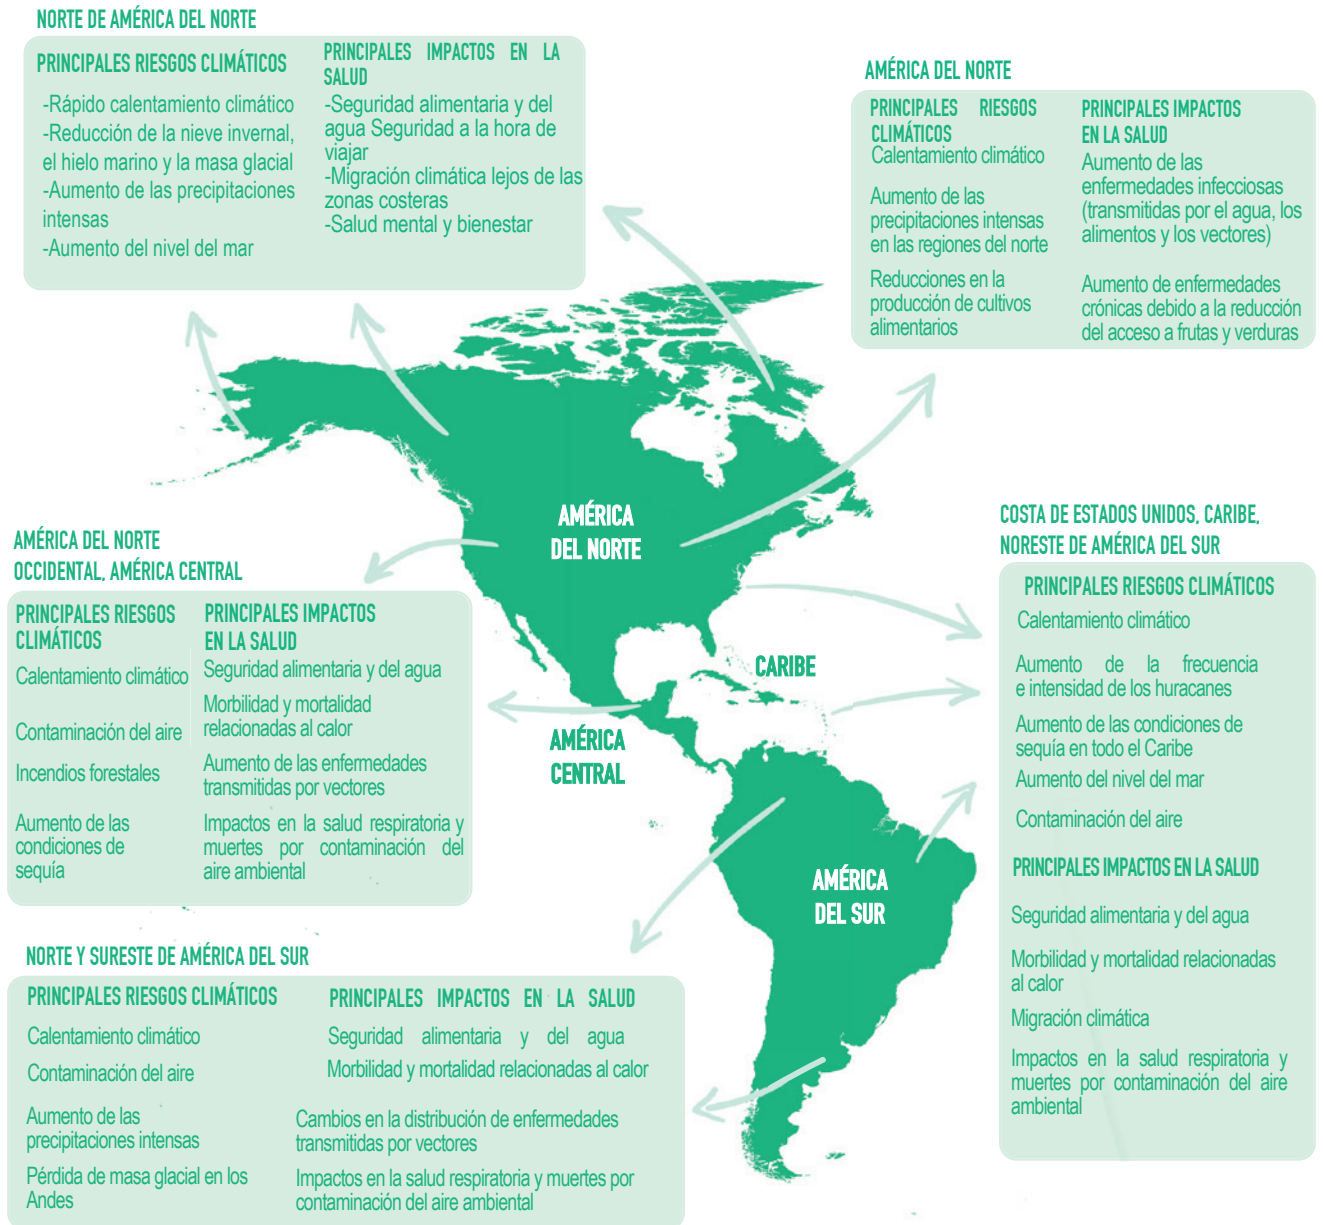 NORTE DE AMÉRICA DEL NORTE
PRINCIPALES RIESGOS CLIMÁTICOS
-Rápido calentamiento climático
-Reducción de la nieve invernal,
el hielo marino y la masa glacial
-Aumento de las precipitaciones
intensas
-Aumento del nivel del mar
PRINCIPALES IMPACTOS EN LA
SALUD
-Seguridad alimentaria y del
agua Seguridad a la hora de
viajar
-Migración climática lejos de las
zonas costeras
-Salud mental y bienestar
AMÉRICA DEL NORTE
PRINCIPALES RIESGOS
CLIMÁTICOS
Calentamiento climático
Aumento de las
precipitaciones intensas
en las regiones del norte
Reducciones en la
producción de cultivos
alimentarios
PRINCIPALES IMPACTOS
EN LA SALUD
Aumento de las
enfermedades infecciosas
(transmitidas por el agua, los
alimentos y los vectores)
Aumento de enfermedades
crónicas debido a la reducción
del acceso a frutas y verduras
AMÉRICA
DEL NORTE
CARIBE
AMÉRICA
CENTRAL
AMÉRICA
DEL SUR
AMÉRICA DEL NORTE
OCCIDENTAL, AMÉRICA CENTRAL
PRINCIPALES RIESGOS
CLIMÁTICOS
Calentamiento climático
Contaminación del aire
Incendios forestales
Aumento de las
condiciones de
sequía
PRINCIPALES IMPACTOS
EN LA SALUD
Seguridad alimentaria y del agua
Morbilidad y mortalidad
relacionadas al calor
Aumento de las enfermedades
transmitidas por vectores
Impactos en la salud respiratoria y
muertes por contaminación del
aire ambiental
COSTA DE ESTADOS UNIDOS, CARIBE,
NORESTE DE AMÉRICA DEL SUR
PRINCIPALES RIESGOS CLIMÁTICOS
Calentamiento climático
Aumento de la frecuencia
e intensidad de los huracanes
Aumento de las condiciones de
sequía en todo el Caribe
Aumento del nivel del mar
Contaminación del aire
PRINCIPALES IMPACTOS EN LA SALUD
Seguridad alimentaria y del agua
Morbilidad y mortalidad relacionadas
al calor
Migración climática
Impactos en la salud respiratoria y
muertes por contaminación del aire
ambiental
NORTE Y SURESTE DE AMÉRICA DEL SUR
PRINCIPALES RIESGOS CLIMÁTICOS
Calentamiento climático
Contaminación del aire
Aumento de las
precipitaciones intensas
Pérdida de masa glacial en los
Andes
PRINCIPALES IMPACTOS EN LA SALUD
Seguridad alimentaria y del agua
Morbilidad y mortalidad relacionadas al calor
Cambios en la distribución de enfermedades
transmitidas por vectores
Impactos en la salud respiratoria y muertes por
contaminación del aire ambiental